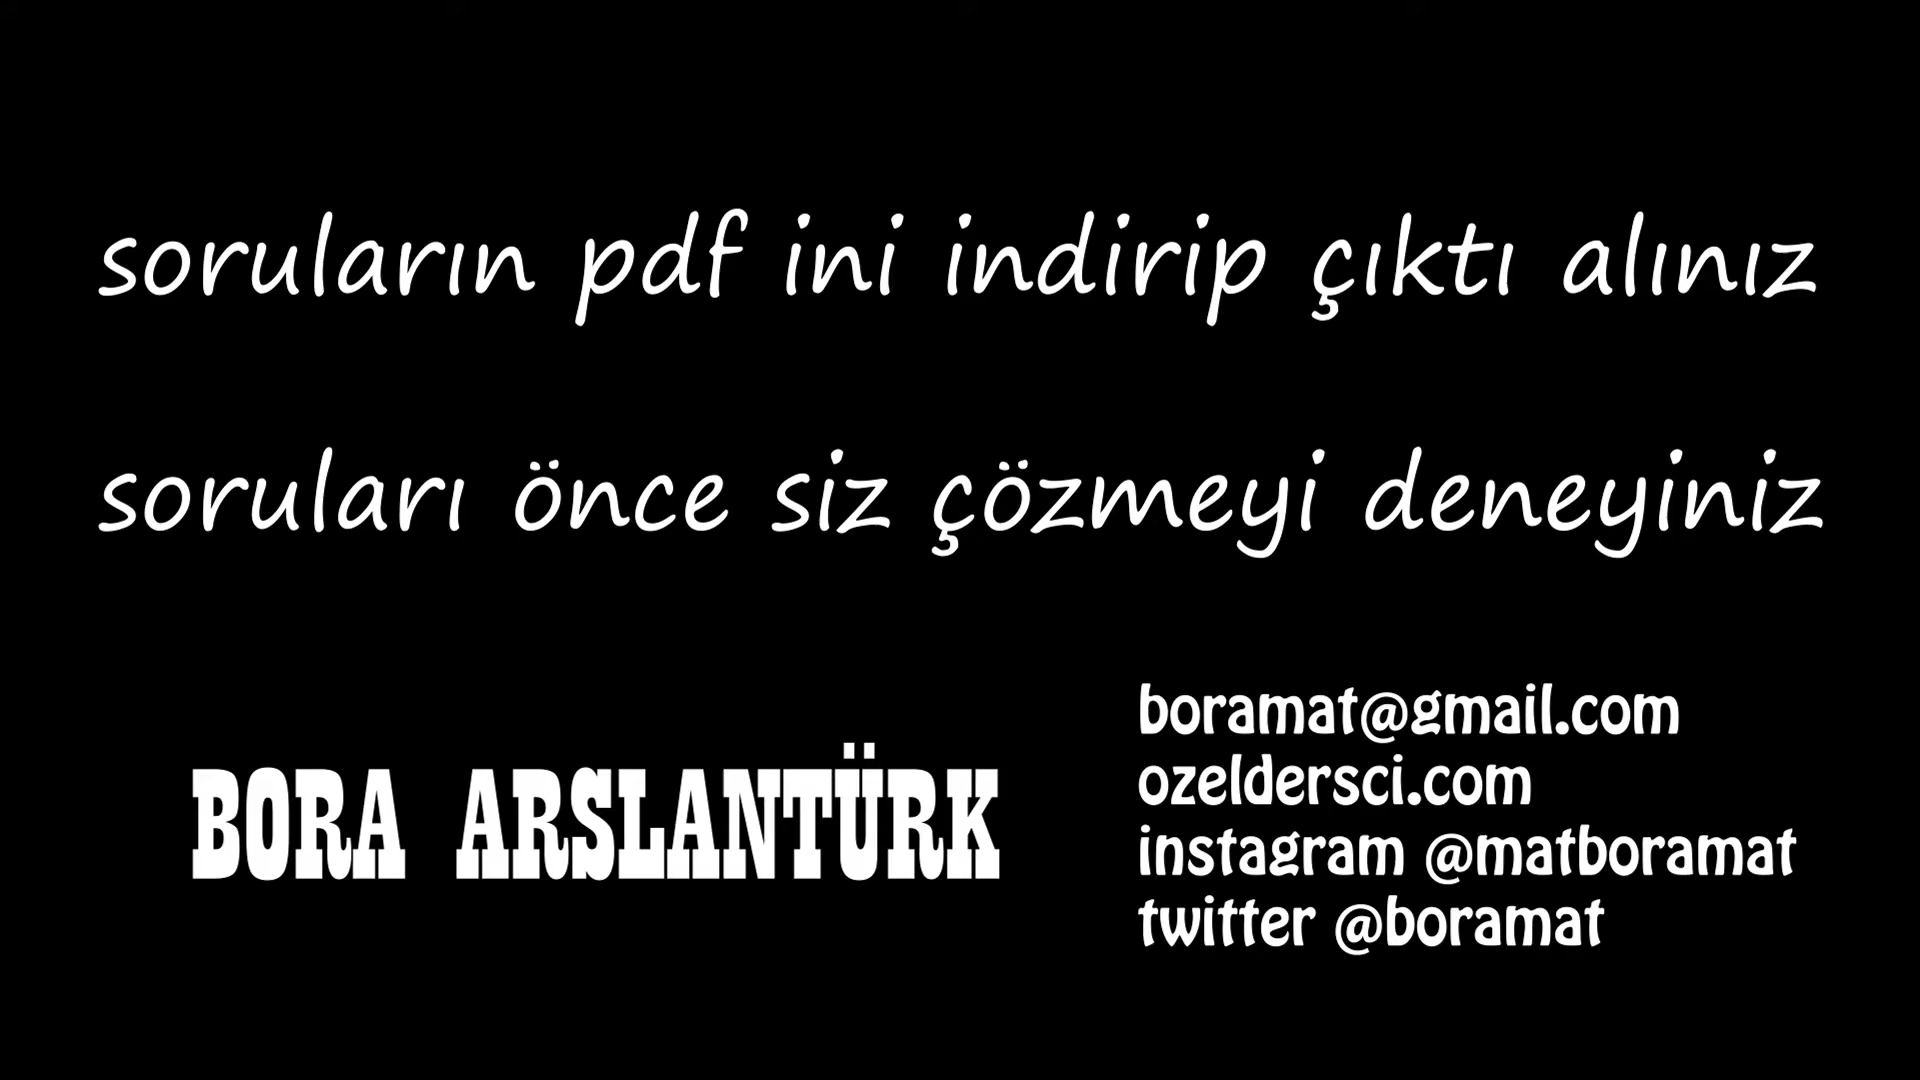 soruların pdf ini indirip çıktı alınız
soruları önce siz çözmeyi deneyiniz
BORA ARSLANTÜRK
boramat@gmail.com
ozeldersci.com
instagram @matboramat
twitter @boramat